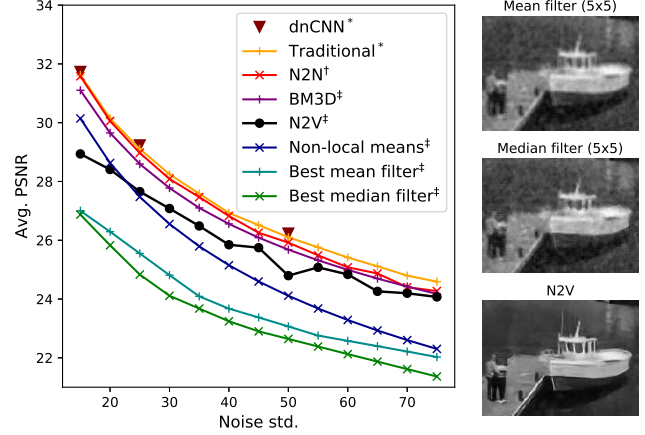 34
32
30
28
26
24
22
Avg. PSNR
20
30
40
50
60
70
Noise std.
dnCNN*
Traditional*
N2N†
BM3D‡
N2V‡
Non-local means‡
Best mean filter‡
Best median filter‡
Mean filter (5x5)
Median filter (5x5)
N2V